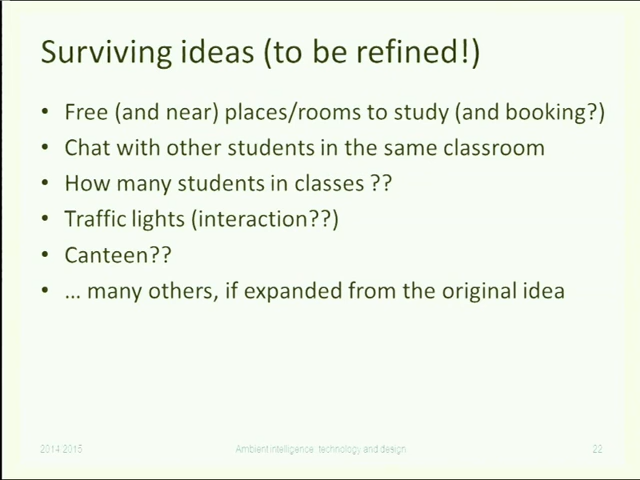 Surviving ideas (to be refined!)
• Free (and near) places/rooms to study (and booking?)
• Chat with other students in the same classroom
• How many students in classes ??
• Traffic lights (interaction??)
• Canteen??
• ... many others, if expanded from the original idea
2014 2015 Ambient intelligence: technology and design 22